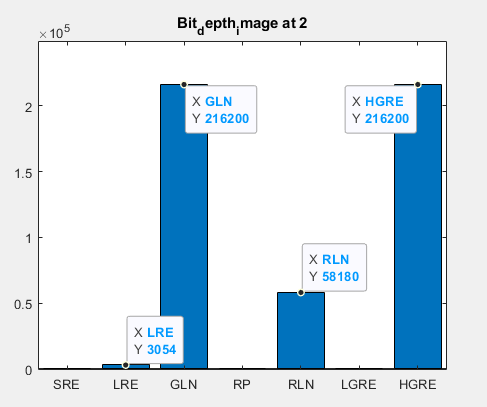 Bit_depth_image at 2
×10^5
X GLN
Y 216200
X HGRE
Y 216200
2
1.5
1
X RLN
Y 58180
0.5
X LRE
Y 3054
0
SRE LRE GLN RP RLN LGRE HGRE